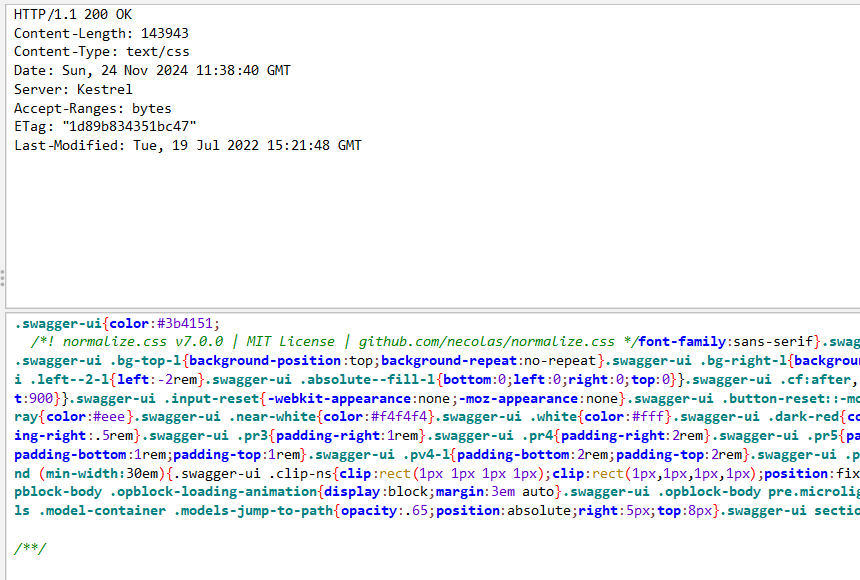 HTTP/1.1 200 OK
Content-Length: 143943
Content-Type: text/css
Date: Sun, 24 Nov 2024 11:38:40 GMT
Server: Kestrel
Accept-Ranges: bytes
ETag: "1d89b834351bc47"
Last-Modified: Tue, 19 Jul 2022 15:21:48 GMT
.swagger-ui{color:#3b4151;
/*! normalize.css v7.0.0 | MIT License | github.com/necolas/normalize.css */font-family:sans-serif}.swag
.swagger-ui .bg-top-l{background-position:top;background-repeat:no-repeat}.swagger-ui .bg-right-l{backgroun
i .left--2-l{left:-2rem}.swagger-ui .absolute--fill-l{bottom:0;left:0;right:0;top:0}}.swagger-ui .cf:after,
t:900}}.swagger-ui .input-reset{-webkit-appearance:none;-moz-appearance:none}.swagger-ui .button-reset::-mo
ray{color:#eee}.swagger-ui .near-white{color:#f4f4f4}.swagger-ui .white{color:#fff}.swagger-ui .dark-red{co
ing-right:.5rem}.swagger-ui .pr3{padding-right:1rem}.swagger-ui .pr4{padding-right:2rem}.swagger-ui .pr5{pa
padding-bottom:1rem;padding-top:1rem}.swagger-ui .pv4-l{padding-bottom:2rem;padding-top:2rem}.swagger-ui .p
nd (min-width:30em){.swagger-ui .clip-ns{clip:rect(1px 1px 1px 1px);clip:rect(1px,1px,1px,1px);position:fix
pblock-body .opblock-loading-animation{display:block;margin:3em auto}.swagger-ui .opblock-body pre.microlig
ls .model-container .models-jump-to-path{opacity:.65;position:absolute;right:5px;top:8px}.swagger-ui sectio
/**/